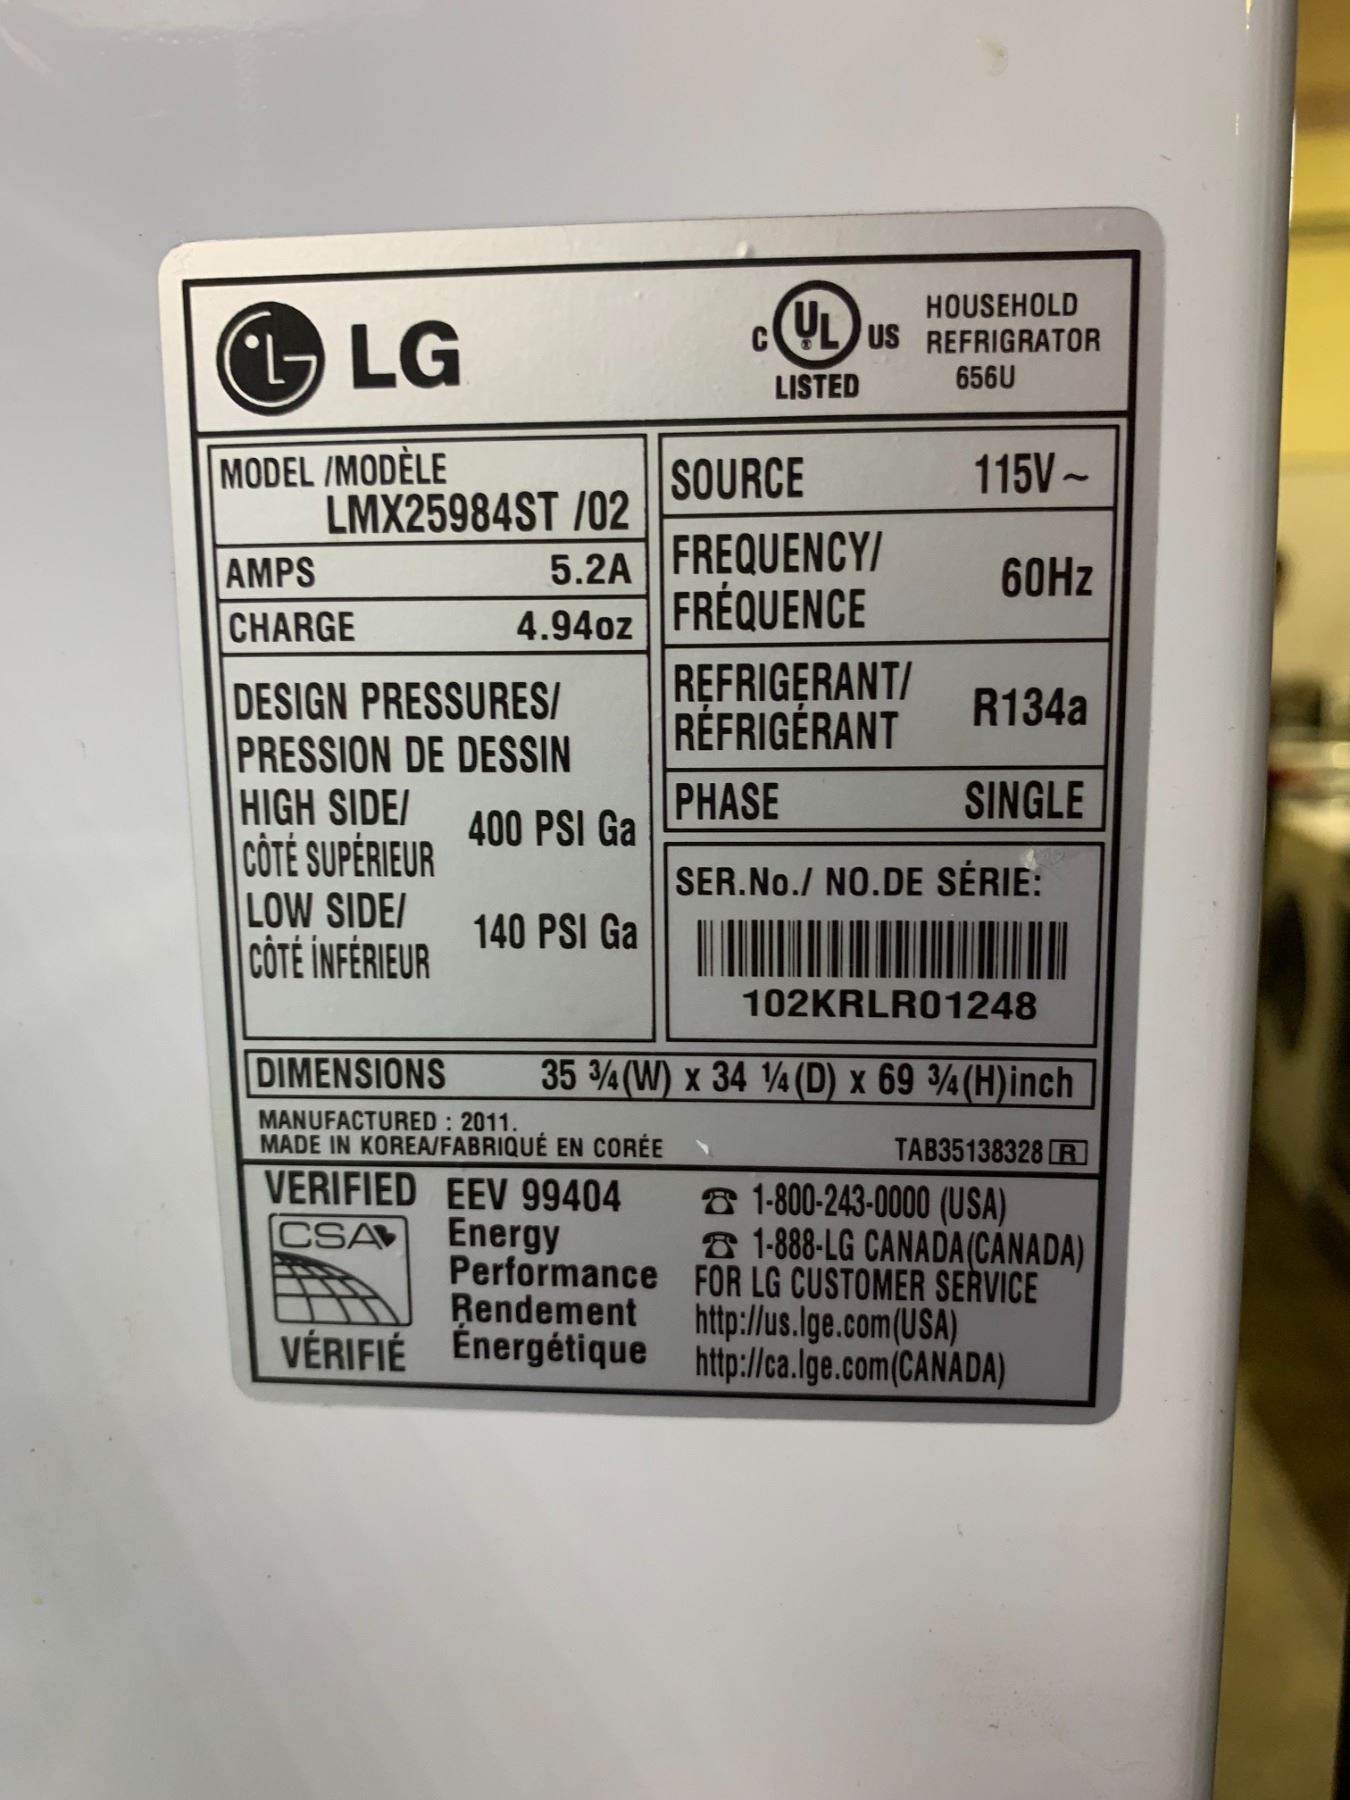 LG
C UL US
LISTED
HOUSEHOLD
REFRIGRATOR
656U
MODEL /MODÈLE
LMX25984ST /02
AMPS 5.2A
CHARGE 4.94oz
DESIGN PRESSURES/
PRESSION DE DESSIN
HIGH SIDE/
CÔTÉ SUPÉRIEUR
400 PSI Ga
LOW SIDE/
CÔTÉ ÍNFÉRIEUR
140 PSI Ga
SOURCE 115V~
FREQUENCY/
FRÉQUENCE
60Hz
REFRIGERANT/
RÉFRIGÉRANT
R134a
PHASE SINGLE
SER.No./ NO.DE SÉRIE:
102KRLR01248
DIMENSIONS 35 ¾(W) x 34 ¼(D) x 69 ¾(H)inch
MANUFACTURED : 2011.
MADE IN KOREA/FABRIQUÉ EN CORÉE
TAB35138328 R
VERIFIED
CSA
VÉRIFIÉ
EEV 99404
Energy
Performance
Rendement
Énergétique
☎ 1-800-243-0000 (USA)
☎ 1-888-LG CANADA(CANADA)
FOR LG CUSTOMER SERVICE
http://us.lge.com(USA)
http://ca.lge.com(CANADA)